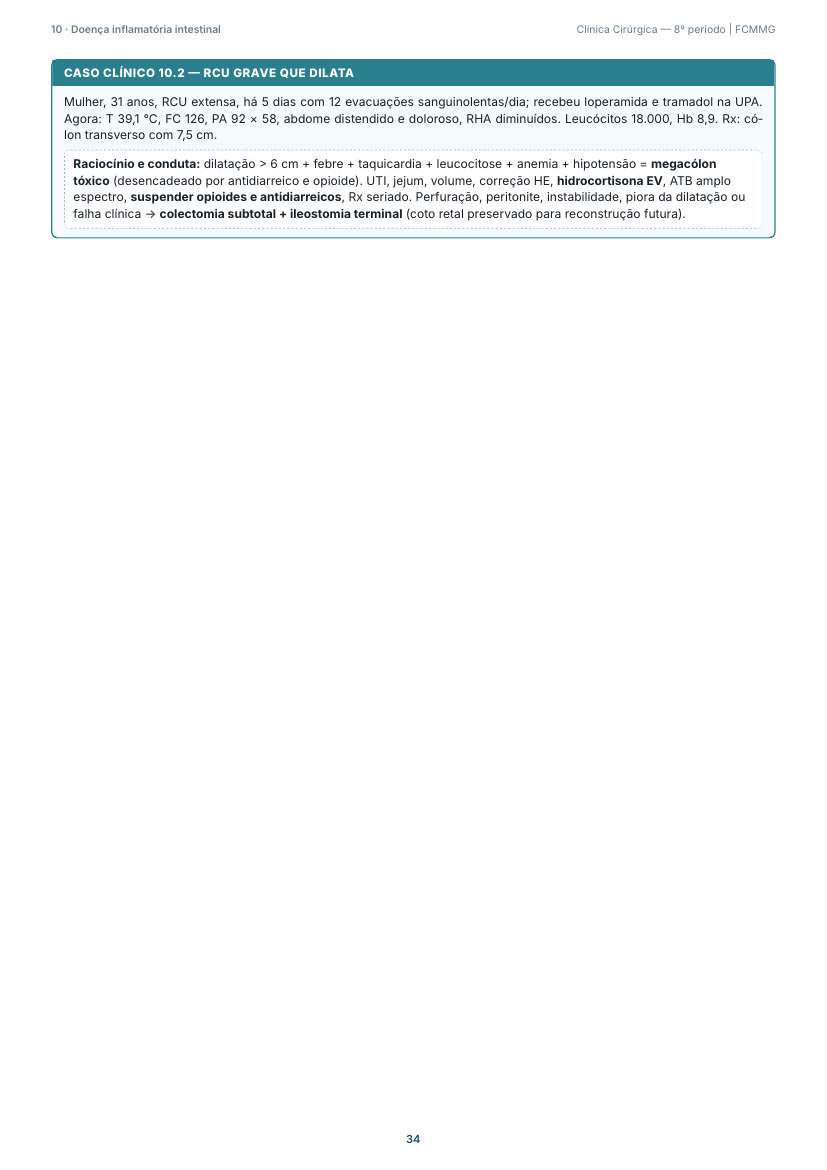 10 · Doença inflamatória intestinal
Clínica Cirúrgica — 8º período | FCMMG
CASO CLÍNICO 10.2 — RCU GRAVE QUE DILATA
Mulher, 31 anos, RCU extensa, há 5 dias com 12 evacuações sanguinolentas/dia; recebeu loperamida e tramadol na UPA.
Agora: T 39,1 °C, FC 126, PA 92 × 58, abdome distendido e doloroso, RHA diminuídos. Leucócitos 18.000, Hb 8,9. Rx: có-
lon transverso com 7,5 cm.
Raciocínio e conduta: dilatação > 6 cm + febre + taquicardia + leucocitose + anemia + hipotensão = megacólon
tóxico (desencadeado por antidiarreico e opioide). UTI, jejum, volume, correção HE, hidrocortisona EV, ATB amplo
espectro, suspender opioides e antidiarreicos, Rx seriado. Perfuração, peritonite, instabilidade, piora da dilatação ou
falha clínica → colectomia subtotal + ileostomia terminal (coto retal preservado para reconstrução futura).
34